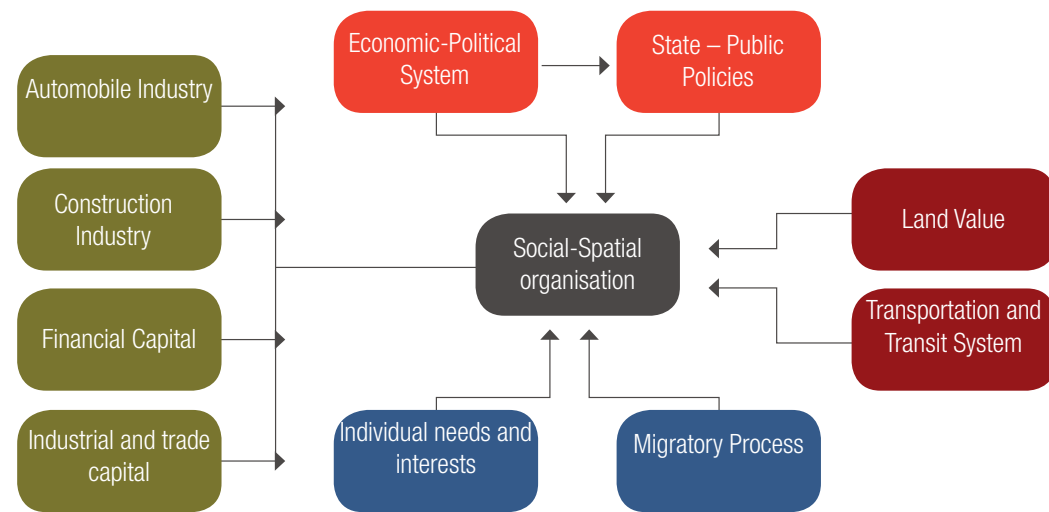 Economic-Political
System
State – Public
Policies
Automobile Industry
Construction
Industry
Land Value
Social-Spatial
organisation
Transportation and
Transit System
Financial Capital
Individual needs and
interests
Migratory Process
Industrial and trade
capital